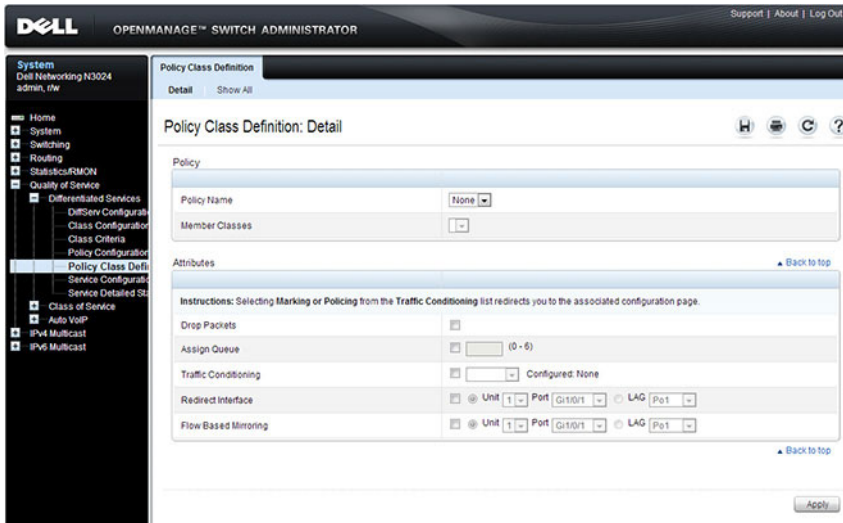 Support | About | Log Out
DELL OPENMANAGE™ SWITCH ADMINISTRATOR
System
Dell Networking N3024
admin, r/w
Home
System
Switching
Routing
Statistics/RMON
Quality of Service
Differentiated Services
DiffServ Configurati
Class Configuration
Class Criteria
Policy Configuration
Policy Class Defi
Service Configuratio
Service Detailed Sta
Class of Service
Auto VoIP
IPv4 Multicast
IPv6 Multicast
Policy Class Definition
Detail Show All
Policy Class Definition: Detail
Policy
Policy Name None
Member Classes
Attributes Back to top
Instructions: Selecting Marking or Policing from the Traffic Conditioning list redirects you to the associated configuration page.
Drop Packets
Assign Queue (0 - 6)
Traffic Conditioning Configured: None
Redirect Interface Unit 1 Port Gi1/0/1 LAG Po1
Flow Based Mirroring Unit 1 Port Gi1/0/1 LAG Po1
Back to top
Apply